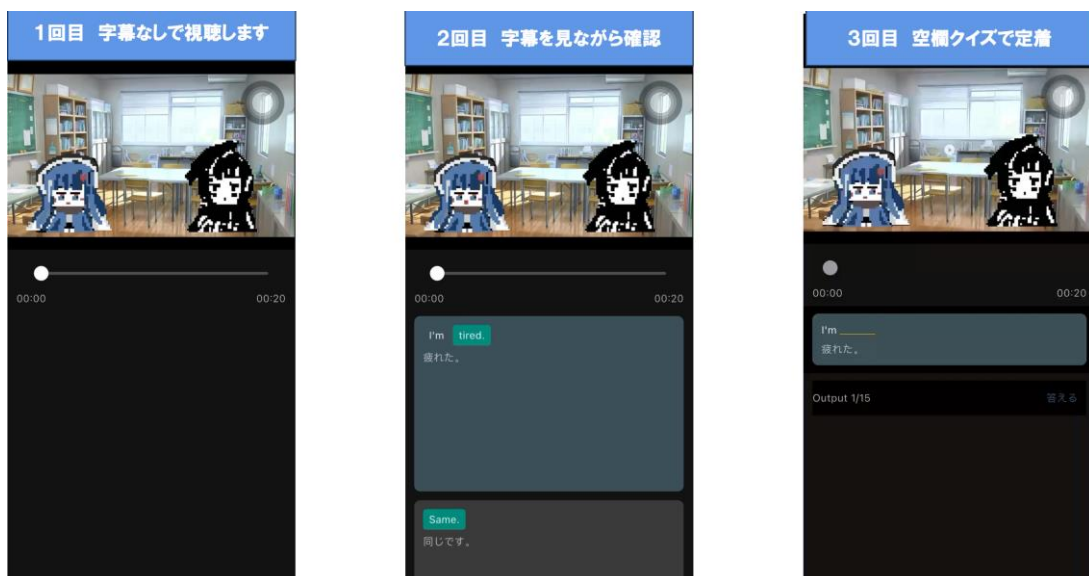 1回目 字幕なしで視聴します
00:00
00:20
2回目 字幕を見ながら確認
00:00
00:20
I'm tired.
疲れた。
Same.
同じです。
3回目 空欄クイズで定着
00:00
00:20
I'm ______
疲れた。
Output 1/15
答える